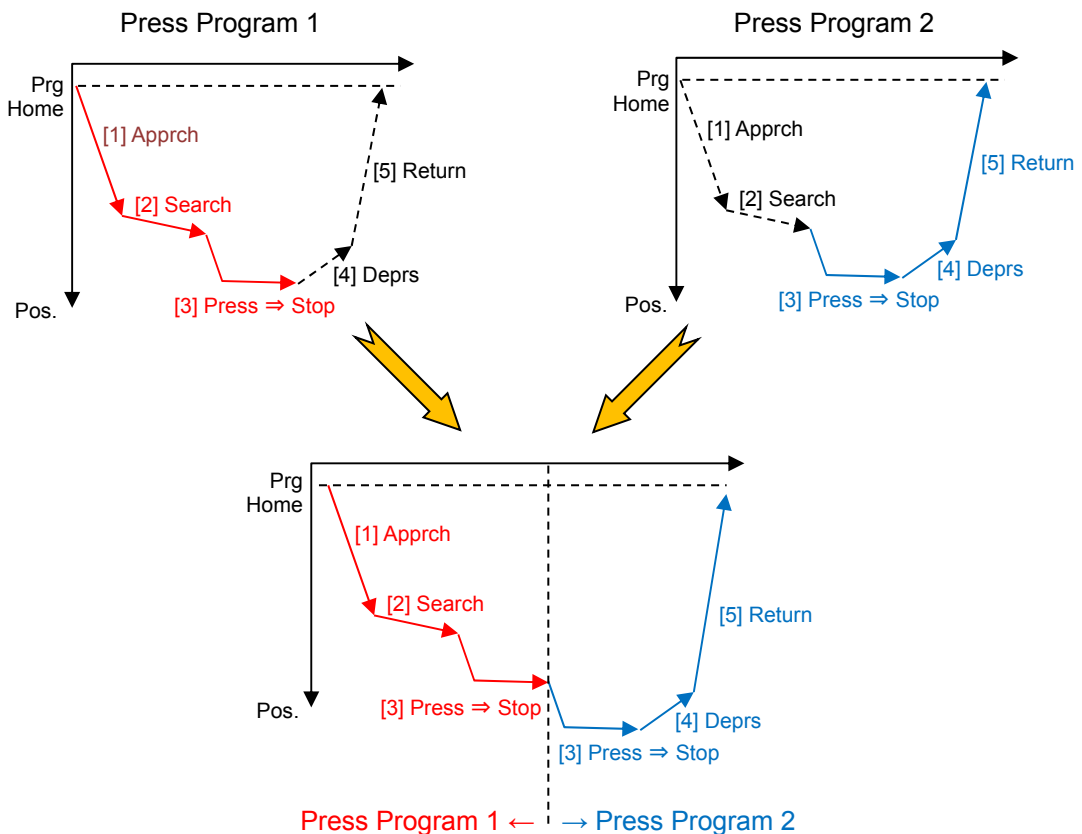 Press Program 1
Prg
Home
[1] Apprch
[2] Search
[5] Return
[4] Deprs
[3] Press ⇒ Stop
Pos.
Press Program 2
Prg
Home
[1] Apprch
[2] Search
[5] Return
[4] Deprs
[3] Press ⇒ Stop
Pos.
Prg
Home
[1] Apprch
[2] Search
[5] Return
[3] Press ⇒ Stop
Pos.
[4] Deprs
[3] Press ⇒ Stop
Press Program 1 ← → Press Program 2